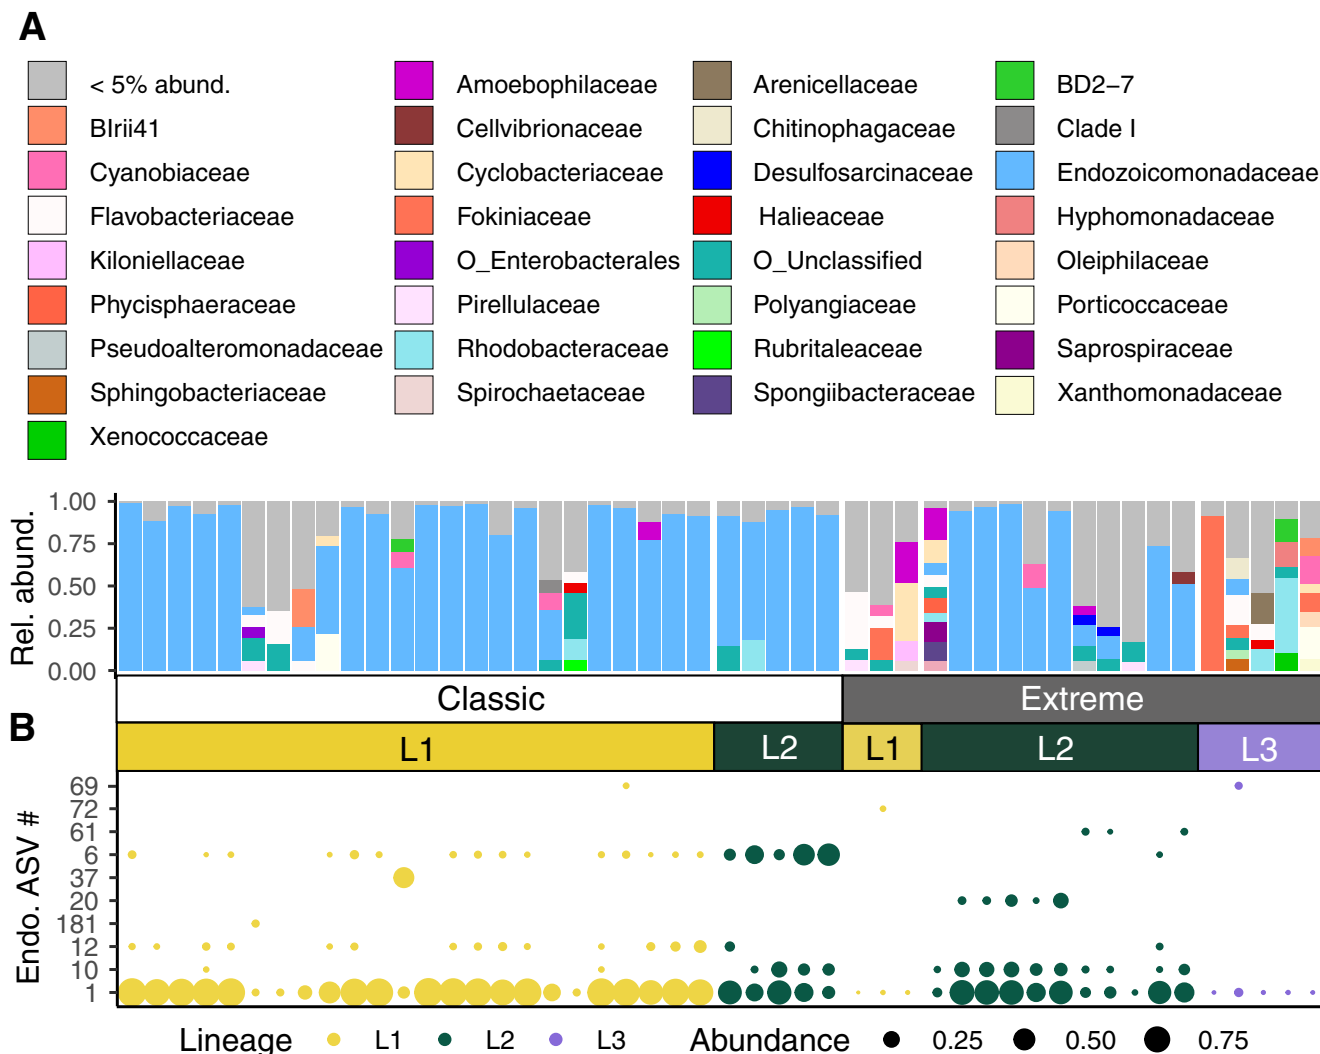 A
< 5% abund. Amoebophilaceae Arenicellaceae BD2-7
BIrii41 Cellvibrionaceae Chitinophagaceae Clade I
Cyanobiaceae Cyclobacteriaceae Desulfosarcinaceae Endozoicomonadaceae
Flavobacteriaceae Fokiniaceae Halieaceae Hyphomonadaceae
Kiloniellaceae O_Enterobacterales O_Unclassified Oleiphilaceae
Phycisphaeraceae Pirellulaceae Polyangiaceae Porticoccaceae
Pseudoalteromonadaceae Rhodobacteraceae Rubritaleaceae Saprospiraceae
Sphingobacteriaceae Spirochaetaceae Spongiibacteraceae Xanthomonadaceae
Xenococcaceae
Rel. abund.
1.00
0.75
0.50
0.25
0.00
Classic Extreme
B
L1 L2 L1 L2 L3
Endo. ASV #
69
72
61
6
37
20
181
12
10
1
Lineage L1 L2 L3 Abundance 0.25 0.50 0.75